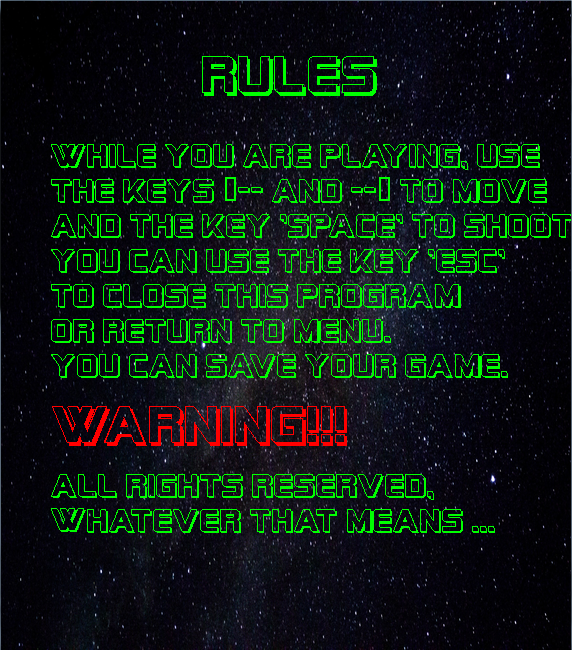 RULES
WHILE YOU ARE PLAYING, USE
THE KEYS ▯-- AND --▯ TO MOVE
AND THE KEY 'SPACE' TO SHOOT
YOU CAN USE THE KEY 'ESC'
TO CLOSE THIS PROGRAM
OR RETURN TO MENU.
YOU CAN SAVE YOUR GAME.
WARNING!!!
ALL RIGHTS RESERVED,
WHATEVER THAT MEANS ...